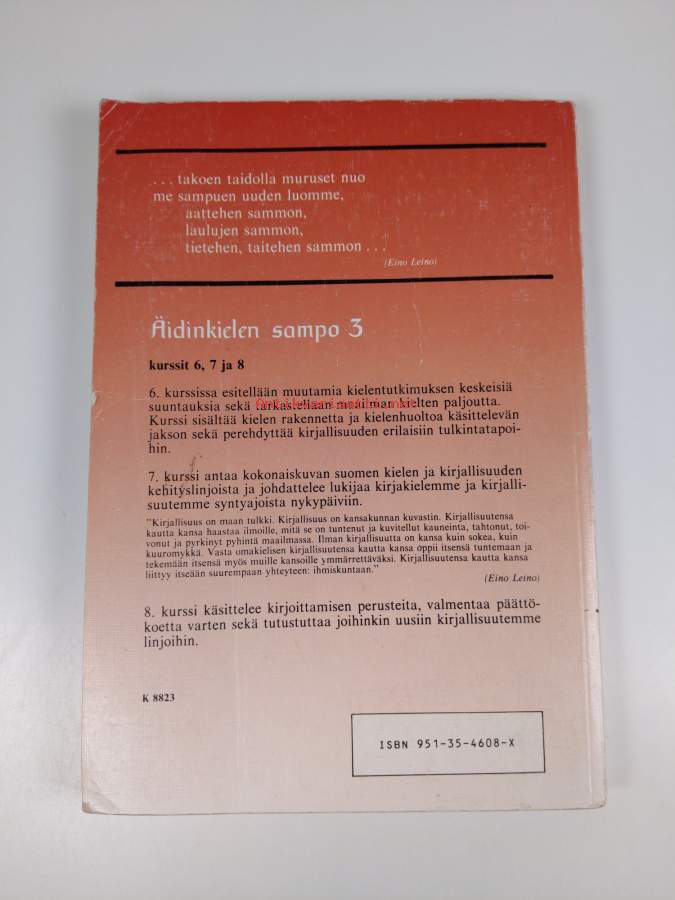 ... takoen taidolla muruset nuo
me sampuen uuden luomme,
aattehen sammon,
laulujen sammon,
tietehen, taitehen sammon ...
(Eino Leino)
Äidinkielen sampo 3
kurssit 6, 7 ja 8
6. kurssissa esitellään muutamia kielentutkimuksen keskeisiä
suuntauksia sekä tarkastellaan maailman kielten paljoutta.
Kurssi sisältää kielen rakennetta ja kielenhuoltoa käsittelevän
jakson sekä perehdyttää kirjallisuuden erilaisiin tulkintatapoi-
hin.
7. kurssi antaa kokonaiskuvan suomen kielen ja kirjallisuuden
kehityslinjoista ja johdattelee lukijaa kirjakielemme ja kirjalli-
suutemme syntyajoista nykypäiviin.
"Kirjallisuus on maan tulkki. Kirjallisuus on kansakunnan kuvastin. Kirjallisuutensa
kautta kansa haastaa ilmoille, mitä se on tuntenut ja kuvitellut kauneinta, tahtonut, toi-
vonut ja pyrkinyt pyhintä maailmassa. Ilman kirjallisuutta on kansa kuin sokea, kuin
kuuromykkä. Vasta omakielisen kirjallisuutensa kautta kansa oppii itsensä tuntemaan ja
tekemään itsensä myös muille kansoille ymmärrettäväksi. Kirjallisuutensa kautta kansa
liittyy itseään suurempaan yhteyteen: ihmiskuntaan."
(Eino Leino)
8. kurssi käsittelee kirjoittamisen perusteita, valmentaa päättö-
koetta varten sekä tutustuttaa joihinkin uusiin kirjallisuutemme
linjoihin.
K 8823
ISBN 951-35-4608-X